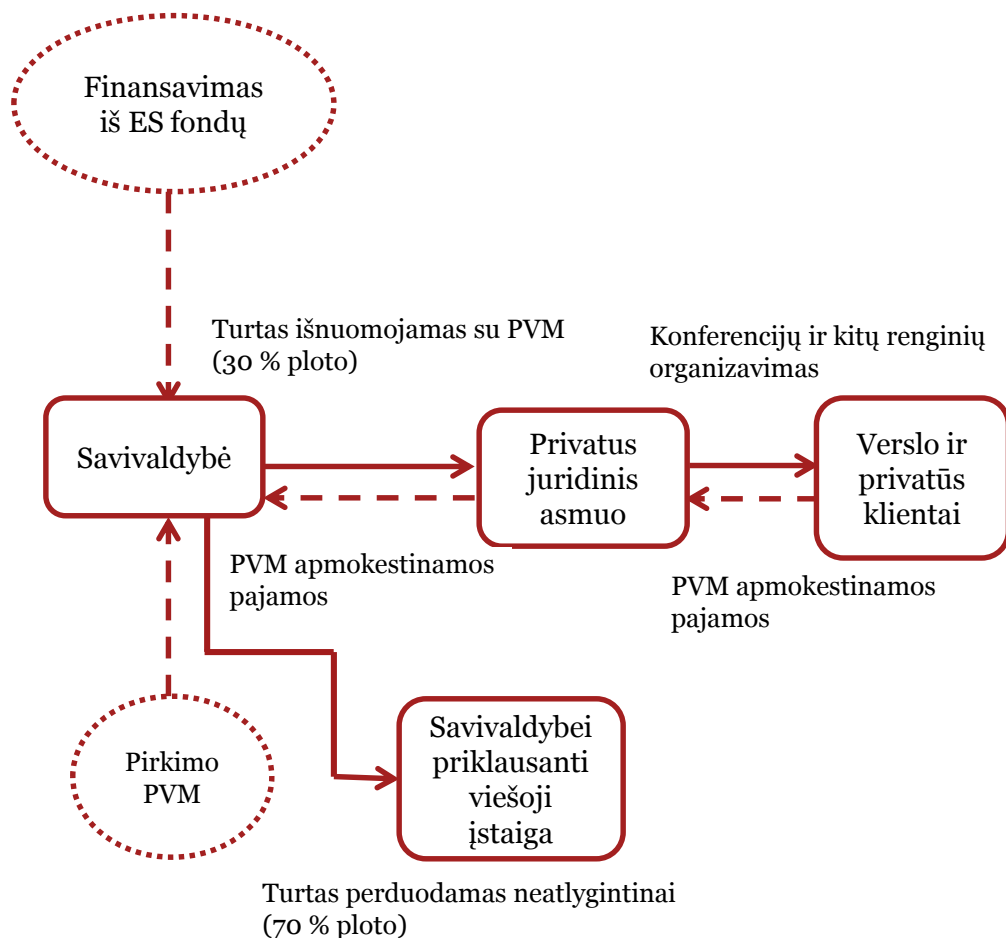 Finansavimas
iš ES fondų
Turtas išnuomojamas su PVM
(30 % ploto)
Konferencijų ir kitų renginių
organizavimas
Savivaldybė
Privatus
juridinis
asmuo
Verslo ir
privatūs
klientai
PVM apmokestinamos
pajamos
PVM apmokestinamos
pajamos
Pirkimo
PVM
Savivaldybei
priklausanti
viešoji
įstaiga
Turtas perduodamas neatlygintinai
(70 % ploto)